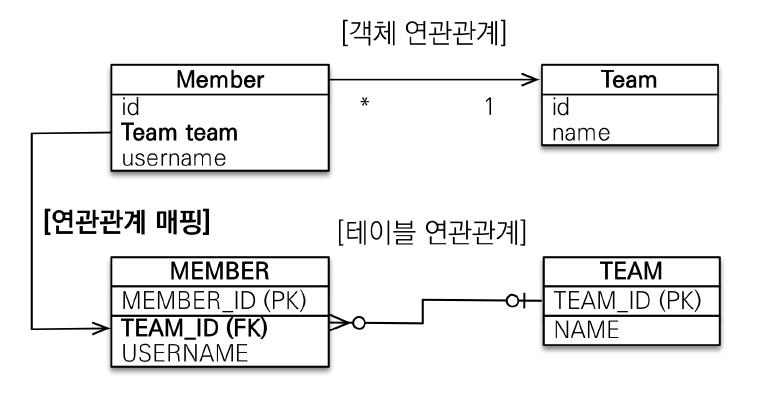 [객체 연관관계]
Member
id
Team team
username
*
1
Team
id
name
[연관관계 매핑]
[테이블 연관관계]
MEMBER
MEMBER_ID (PK)
TEAM_ID (FK)
USERNAME
TEAM
TEAM_ID (PK)
NAME